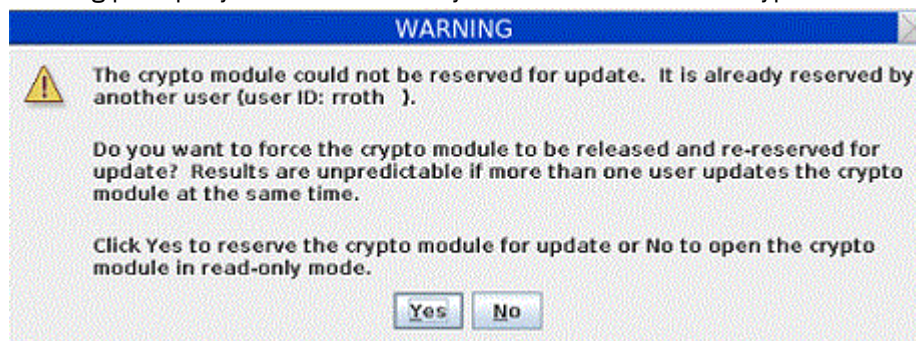 WARNING
The crypto module could not be reserved for update. It is already reserved by
another user (user ID: rroth ).
Do you want to force the crypto module to be released and re-reserved for
update? Results are unpredictable if more than one user updates the crypto
module at the same time.
Click Yes to reserve the crypto module for update or No to open the crypto
module in read-only mode.
Yes No